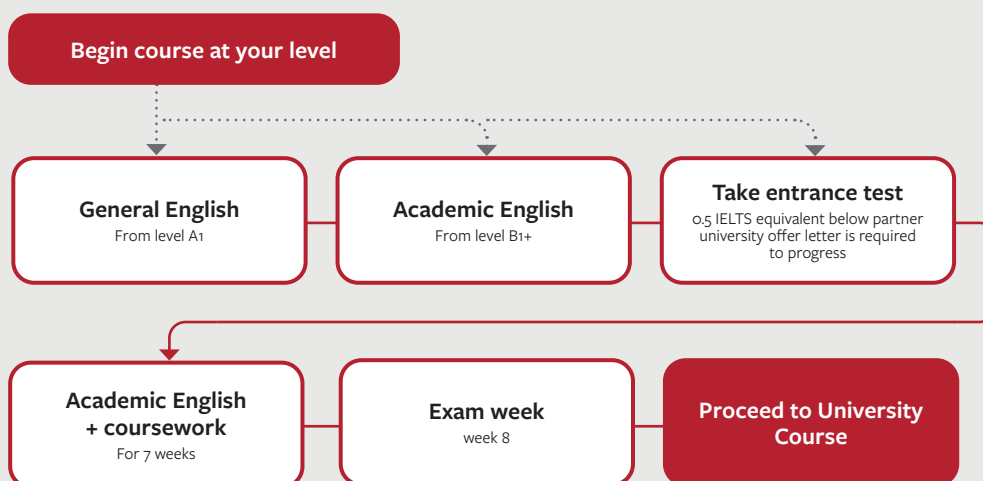 Begin course at your level
General English
From level A1
Academic English
From level B1+
Take entrance test
0.5 IELTS equivalent below partner
university offer letter is required
to progress
Academic English
+ coursework
For 7 weeks
Exam week
week 8
Proceed to University
Course